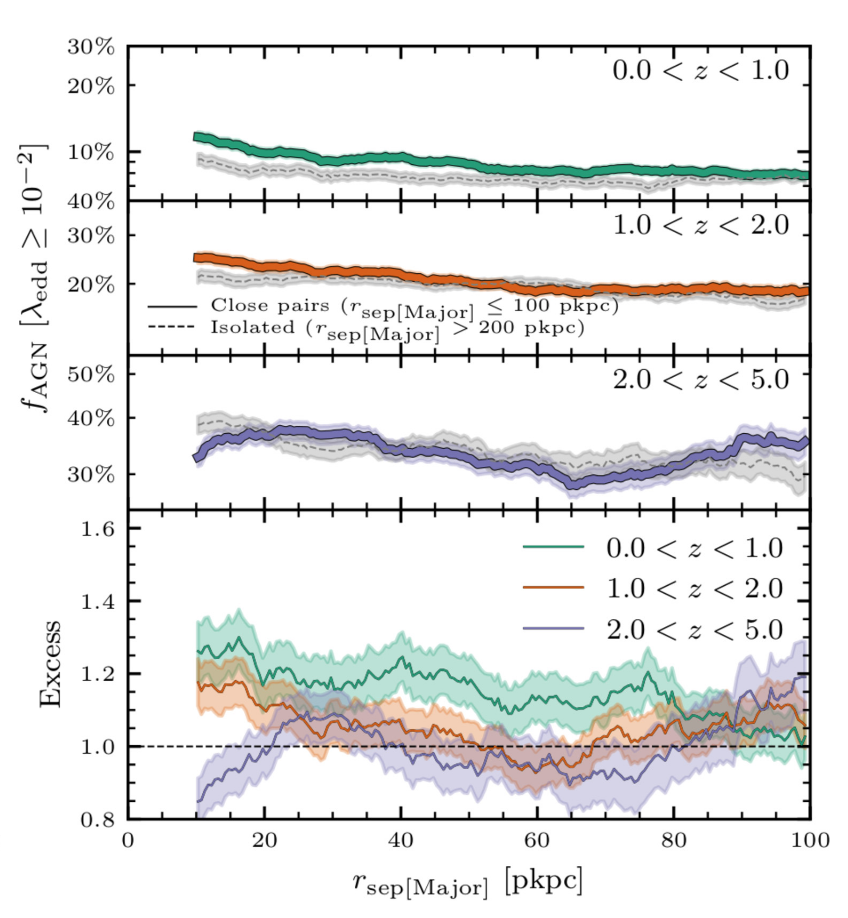 30%
20%
10%
0.0 < z < 1.0
40%
30%
20%
1.0 < z < 2.0
Close pairs (r_sep[Major] ≤ 100 pkpc)
Isolated (r_sep[Major] > 200 pkpc)
f_AGN [λ_edd ≥ 10⁻²]
50%
40%
30%
2.0 < z < 5.0
1.6
1.4
1.2
1.0
0.8
Excess
0.0 < z < 1.0
1.0 < z < 2.0
2.0 < z < 5.0
0 20 40 60 80 100
r_sep[Major] [pkpc]